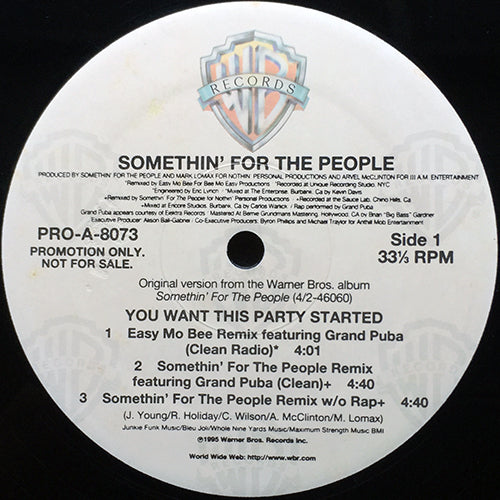 WB
RECORDS
SOMETHIN' FOR THE PEOPLE
PRODUCED BY SOMETHIN' FOR THE PEOPLE AND MARK LOMAX FOR NOTHIN' PERSONAL PRODUCTIONS AND ARVEL McCLINTON FOR III A.M. ENTERTAINMENT
*Remixed by Easy Mo Bee For Bee Mo Easy Productions *Recorded at Unique Recording Studio, NYC
*Engineered by Eric Lynch *Mixed at The Enterprise, Burbank, Ca by Kevin Davis
+Remixed by Somethin' For The People for Nothin' Personal Productions +Recorded at the Sauce Lab, Chino Hills, Ca
+Mixed at Encore Studios, Burbank, Ca by Carlos Warlick / Rap performed by Grand Puba
Grand Puba appears courtesy of Elektra Records Mastered At Bernie Grundmans Mastering, Hollywood, CA by Brian "Big Bass" Gardner
Executive Producer: Alison Ball-Gabriel / Co-Executive Producers: Byron Phillips and Michael Traylor for Anthill Mob Entertainment
PRO-A-8073
PROMOTION ONLY.
NOT FOR SALE.
Side 1
33⅓ RPM
Original version from the Warner Bros. album
Somethin' For The People (4/2-46060)
YOU WANT THIS PARTY STARTED
1 Easy Mo Bee Remix featuring Grand Puba
(Clean Radio)* 4:01
2 Somethin' For The People Remix
featuring Grand Puba (Clean)+ 4:40
3 Somethin' For The People Remix w/o Rap+ 4:40
(J. Young/R. Holiday/C. Wilson/A. McClinton/M. Lomax)
Junkie Funk Music/Bleu Joli/Whole Nine Yards Music/Maximum Strength Music BMI
℗1995 Warner Bros. Records Inc.
World Wide Web: http://www.wbr.com